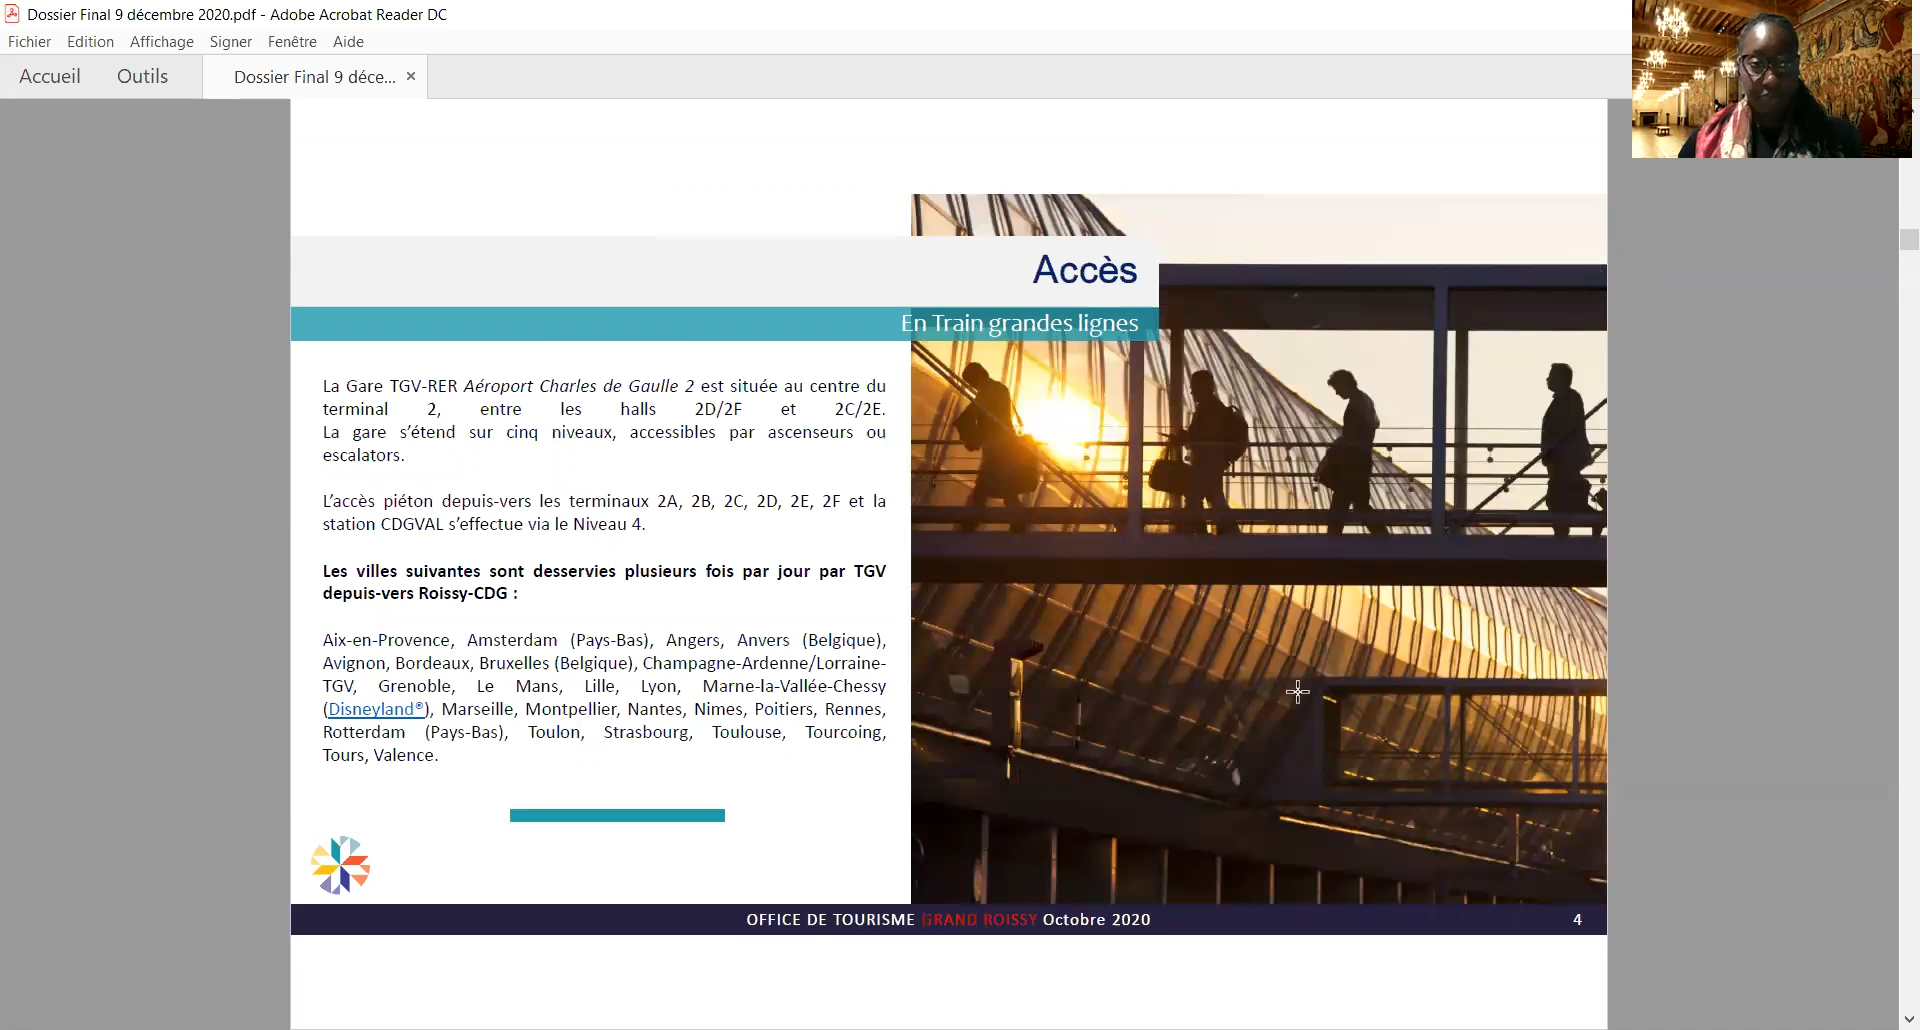 Dossier Final 9 décembre 2020.pdf - Adobe Acrobat Reader DC
Fichier Edition Affichage Signer Fenêtre Aide
Accueil Outils Dossier Final 9 déce... ×
Accès
En Train grandes lignes
La Gare TGV-RER Aéroport Charles de Gaulle 2 est située au centre du
terminal 2, entre les halls 2D/2F et 2C/2E.
La gare s’étend sur cinq niveaux, accessibles par ascenseurs ou
escalators.
L’accès piéton depuis-vers les terminaux 2A, 2B, 2C, 2D, 2E, 2F et la
station CDGVAL s’effectue via le Niveau 4.
Les villes suivantes sont desservies plusieurs fois par jour par TGV
depuis-vers Roissy-CDG :
Aix-en-Provence, Amsterdam (Pays-Bas), Angers, Anvers (Belgique),
Avignon, Bordeaux, Bruxelles (Belgique), Champagne-Ardenne/Lorraine-
TGV, Grenoble, Le Mans, Lille, Lyon, Marne-la-Vallée-Chessy
(Disneyland®), Marseille, Montpellier, Nantes, Nimes, Poitiers, Rennes,
Rotterdam (Pays-Bas), Toulon, Strasbourg, Toulouse, Tourcoing,
Tours, Valence.
OFFICE DE TOURISME GRAND ROISSY Octobre 2020 4